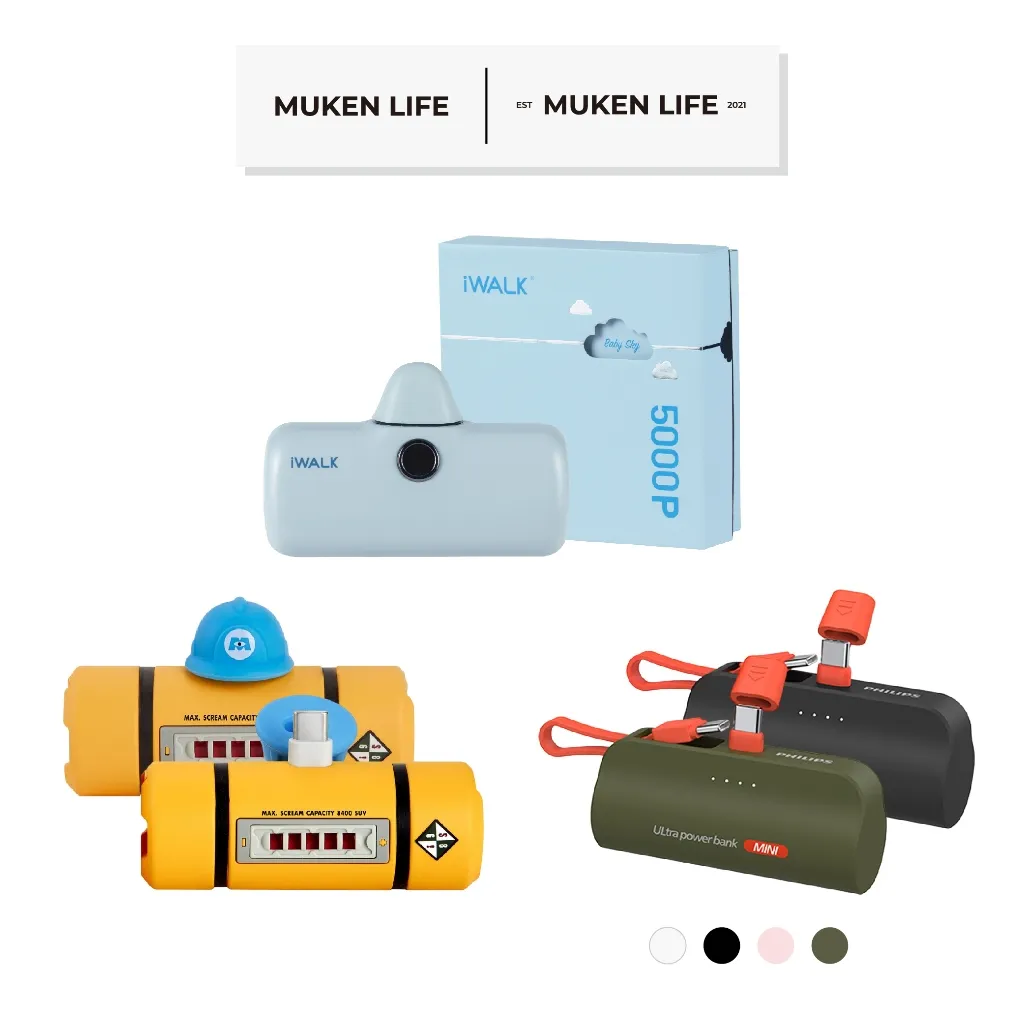 MUKEN LIFE
EST MUKEN LIFE 2021
iWALK
Baby Sky
5000P
iWALK
MAX. SCREAM CAPACITY
MAX. SCREAM CAPACITY 8400 SUV
PHILIPS
PHILIPS
ULtra power bank MINI